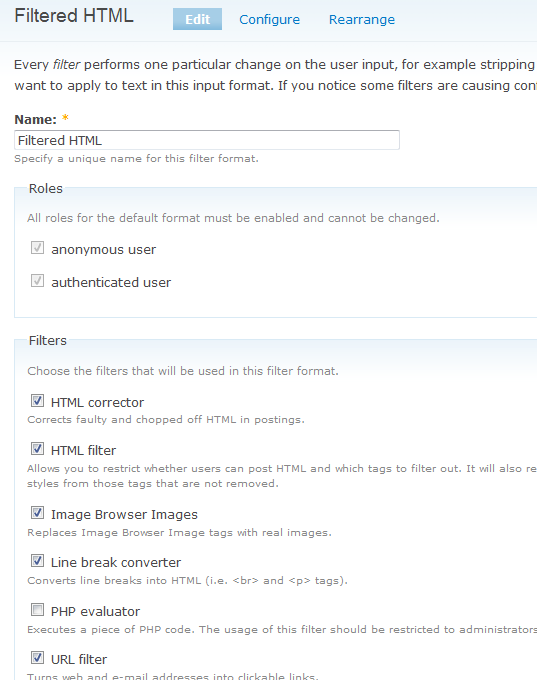 Filtered HTML Edit Configure Rearrange
Every filter performs one particular change on the user input, for example stripping
want to apply to text in this input format. If you notice some filters are causing
Name: *
Filtered HTML
Specify a unique name for this filter format.
Roles
All roles for the default format must be enabled and cannot be changed.
anonymous user
authenticated user
Filters
Choose the filters that will be used in this filter format.
HTML corrector
Corrects faulty and chopped off HTML in postings.
HTML filter
Allows you to restrict whether users can post HTML and which tags to filter out. It will also re
styles from those tags that are not removed.
Image Browser Images
Replaces Image Browser Image tags with real images.
Line break converter
Converts line breaks into HTML (i.e. <br> and <p> tags).
PHP evaluator
Executes a piece of PHP code. The usage of this filter should be restricted to administrators
URL filter
Turns web and e-mail addresses into clickable links.